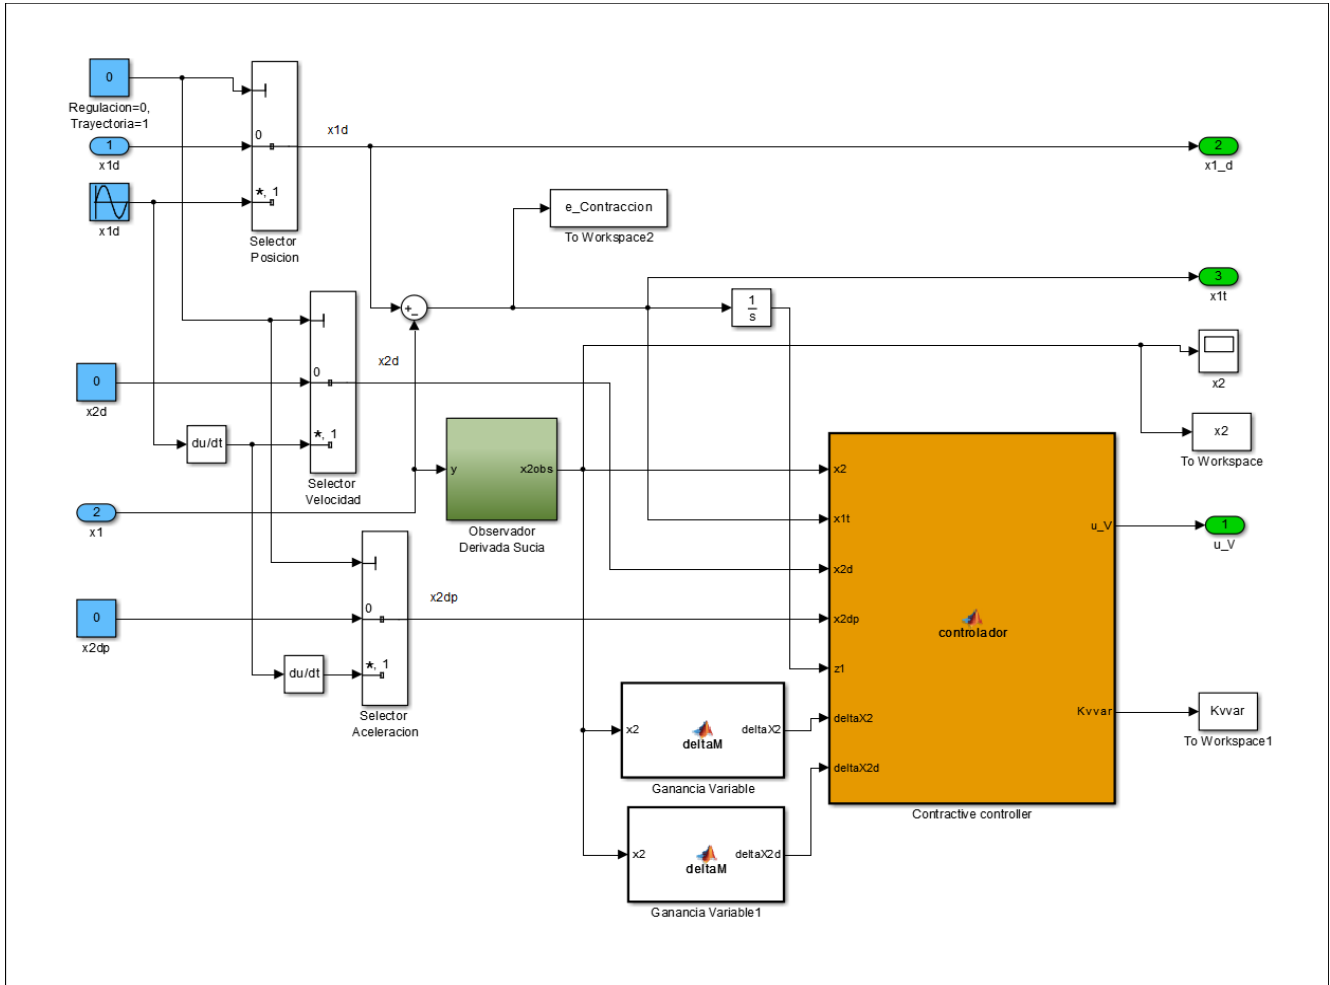 0
Regulacion=0,
Trayectoria=1
1
x1d
x1d
0
*, 1
Selector
Posicion
x1d
2
x1_d
e_Contraccion
To Workspace2
3
x1t
+
-
1
s
x2
x2
To Workspace
0
x2d
du/dt
0
*, 1
Selector
Velocidad
x2d
2
x1
y
x2obs
Observador
Derivada Sucia
0
x2dp
du/dt
0
*, 1
Selector
Aceleracion
x2dp
x2
x1t
x2d
x2dp
z1
deltaX2
deltaX2d
controlador
u_V
Kvvar
Contractive controller
1
u_V
Kvvar
To Workspace1
x2
deltaM
deltaX2
Ganancia Variable
x2
deltaM
deltaX2d
Ganancia Variable1